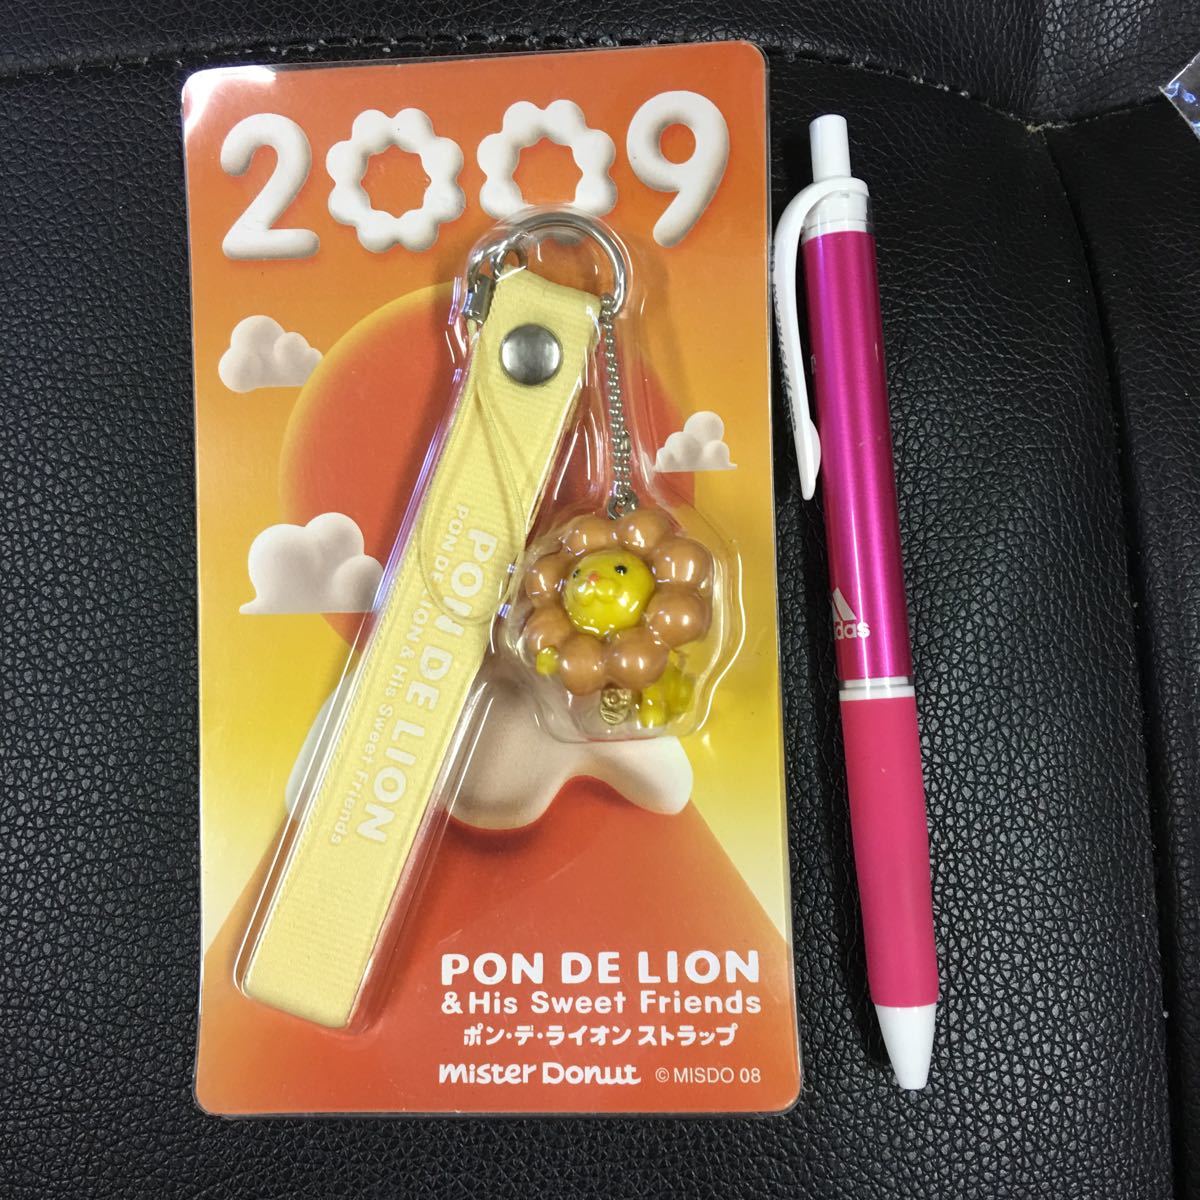 2009
PON DE LION
PON DE LION & His Sweet Friends
PON DE LION
& His Sweet Friends
ポン・デ・ライオン ストラップ
mister Donut © MISDO 08